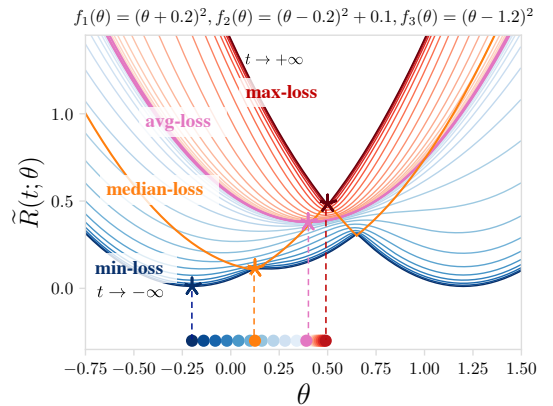 f₁(θ) = (θ + 0.2)², f₂(θ) = (θ − 0.2)² + 0.1, f₃(θ) = (θ − 1.2)²
t → +∞
max-loss
avg-loss
median-loss
min-loss
t → −∞
R̃(t; θ)
1.0
0.5
0.0
−0.75 −0.50 −0.25 0.00 0.25 0.50 0.75 1.00 1.25 1.50
θ